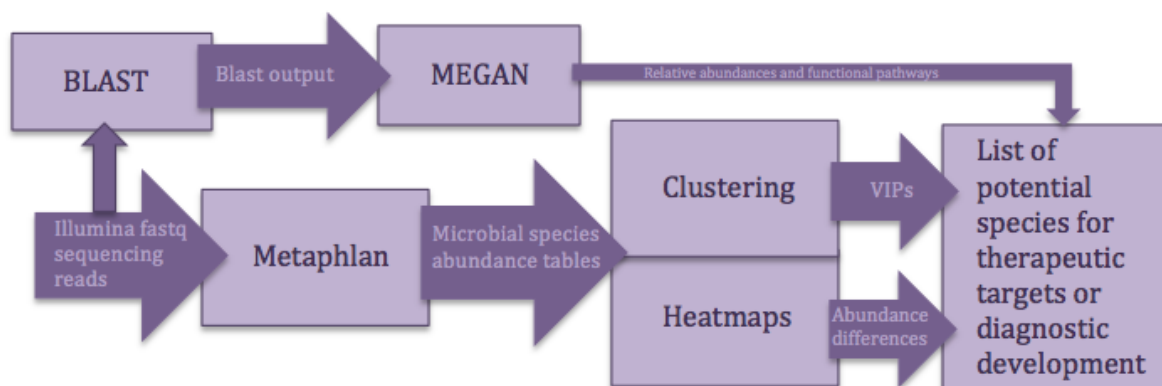 BLAST
Blast output
MEGAN
Relative abundances and functional pathways
Illumina fastq
sequencing
reads
Metaphlan
Microbial species
abundance tables
Clustering
VIPs
Heatmaps
Abundance
differences
List of
potential
species for
therapeutic
targets or
diagnostic
development